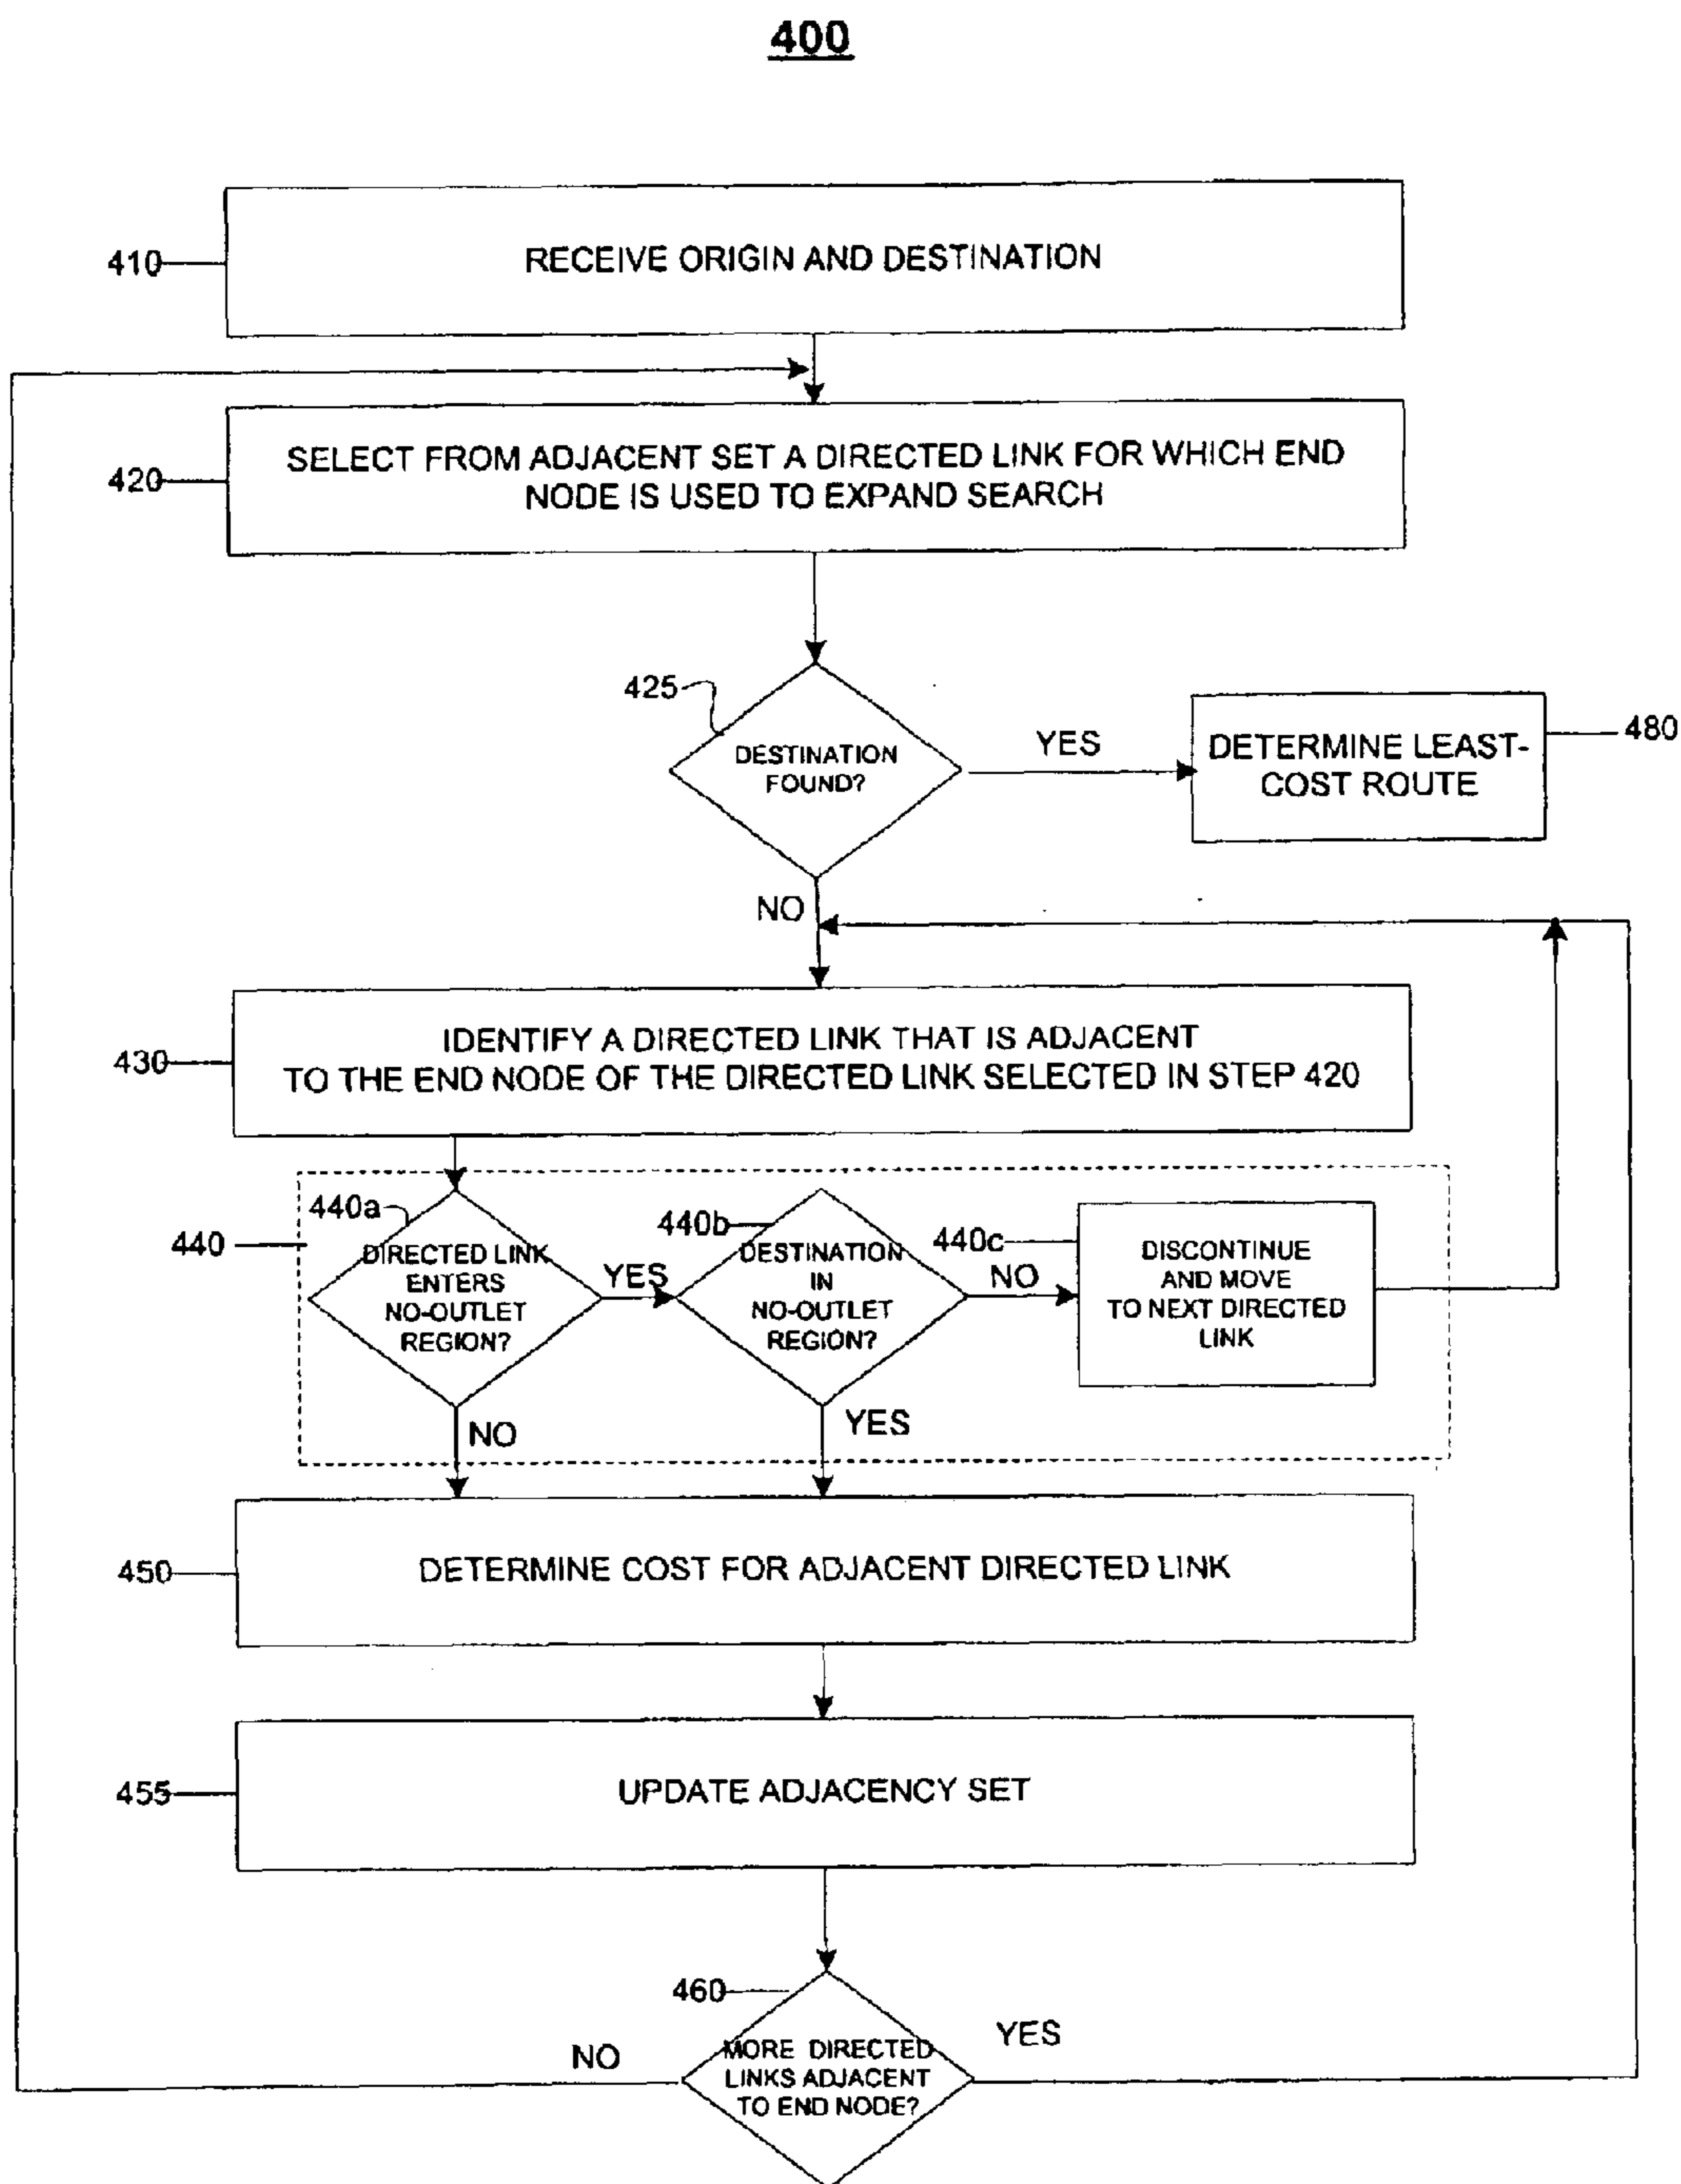 400
410
RECEIVE ORIGIN AND DESTINATION
420
SELECT FROM ADJACENT SET A DIRECTED LINK FOR WHICH END
NODE IS USED TO EXPAND SEARCH
425
DESTINATION
FOUND?
YES
DETERMINE LEAST-
COST ROUTE
480
NO
430
IDENTIFY A DIRECTED LINK THAT IS ADJACENT
TO THE END NODE OF THE DIRECTED LINK SELECTED IN STEP 420
440
440a
DIRECTED LINK
ENTERS
NO-OUTLET
REGION?
YES
440b
DESTINATION
IN
NO-OUTLET
REGION?
NO
440c
DISCONTINUE
AND MOVE
TO NEXT DIRECTED
LINK
NO
YES
450
DETERMINE COST FOR ADJACENT DIRECTED LINK
455
UPDATE ADJACENCY SET
460
NO
MORE DIRECTED
LINKS ADJACENT
TO END NODE?
YES